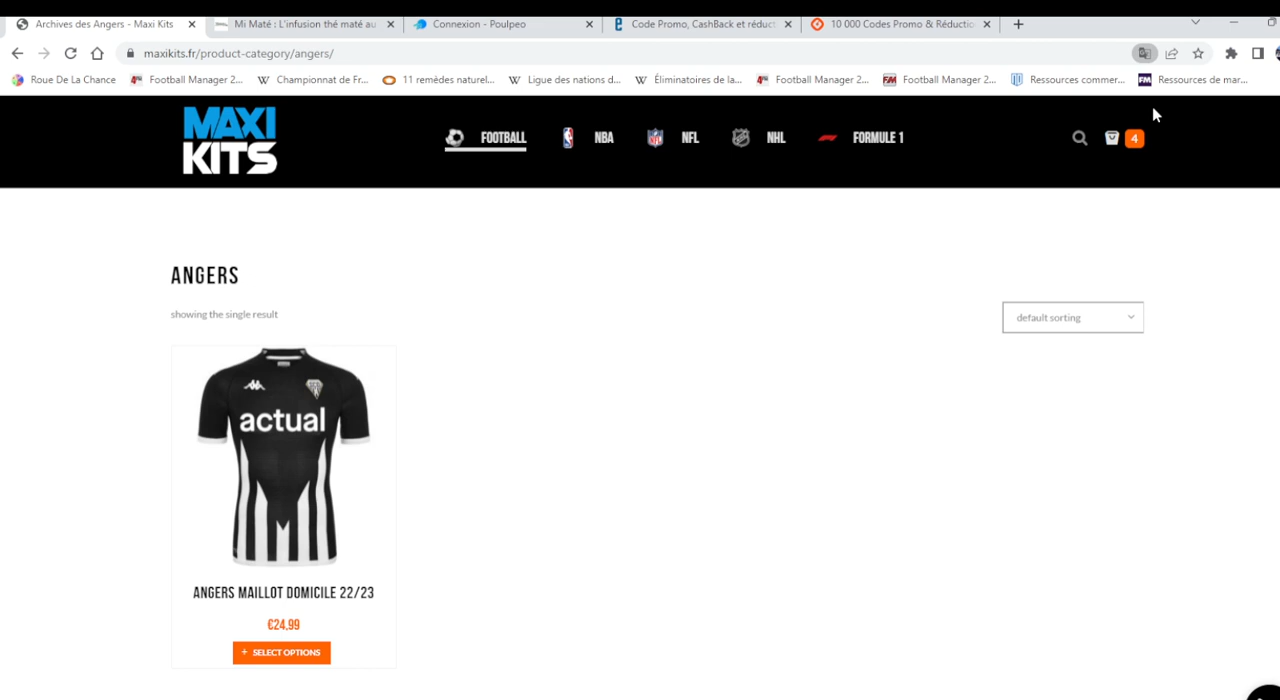 Archives des Angers - Maxi Kits
Mi Maté : L'infusion thé maté au
Connexion - Poulpeo
Code Promo, CashBack et réduct
10 000 Codes Promo & Réductio
maxikits.fr/product-category/angers/
Roue De La Chance
Football Manager 2...
Championnat de Fr...
11 remèdes naturel...
Ligue des nations d...
Éliminatoires de la...
Football Manager 2...
Football Manager 2...
Ressources commer...
Ressources de mar...
MAXI
KITS
FOOTBALL
NBA
NFL
NHL
FORMULE 1
4
ANGERS
showing the single result
default sorting
actual
ANGERS MAILLOT DOMICILE 22/23
€24.99
+ SELECT OPTIONS